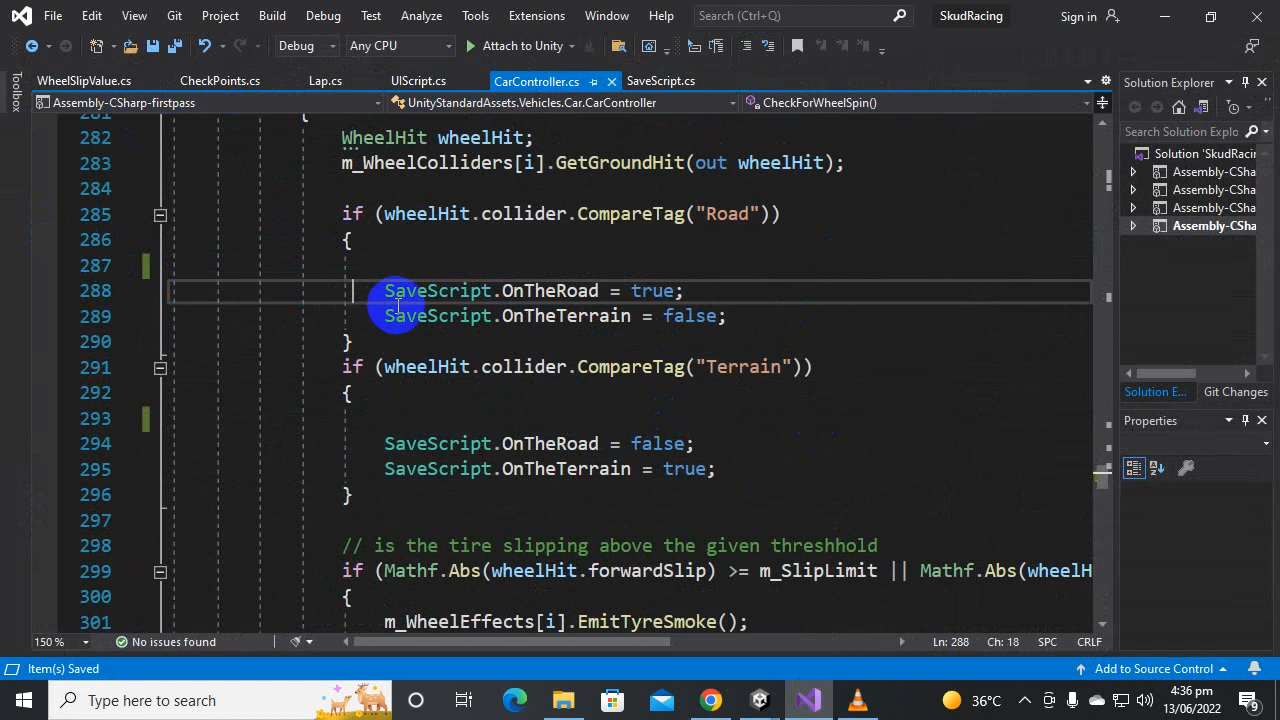 File Edit View Git Project Build Debug Test Analyze Tools Extensions Window Help Search (Ctrl+Q) SkudRacing Sign in
Debug Any CPU Attach to Unity
Toolbox
WheelSlipValue.cs CheckPoints.cs Lap.cs UIScript.cs CarController.cs SaveScript.cs
Assembly-CSharp-firstpass UnityStandardAssets.Vehicles.Car.CarController CheckForWheelSpin()
281 {
282 WheelHit wheelHit;
283 m_WheelColliders[i].GetGroundHit(out wheelHit);
284
285 if (wheelHit.collider.CompareTag("Road"))
286 {
287
288 SaveScript.OnTheRoad = true;
289 SaveScript.OnTheTerrain = false;
290 }
291 if (wheelHit.collider.CompareTag("Terrain"))
292 {
293
294 SaveScript.OnTheRoad = false;
295 SaveScript.OnTheTerrain = true;
296 }
297
298 // is the tire slipping above the given threshhold
299 if (Mathf.Abs(wheelHit.forwardSlip) >= m_SlipLimit || Mathf.Abs(wheelH
300 {
301 m_WheelEffects[i].EmitTyreSmoke();
150 % No issues found Ln: 288 Ch: 18 SPC CRLF
Solution Explorer
Search Solution Explo
Solution 'SkudRacing
Assembly-CSha
Assembly-CSha
Assembly-CSha
Assembly-CSha
Solution E... Git Changes
Properties
Item(s) Saved Add to Source Control
Type here to search 36°C 4:36 pm
13/06/2022
9